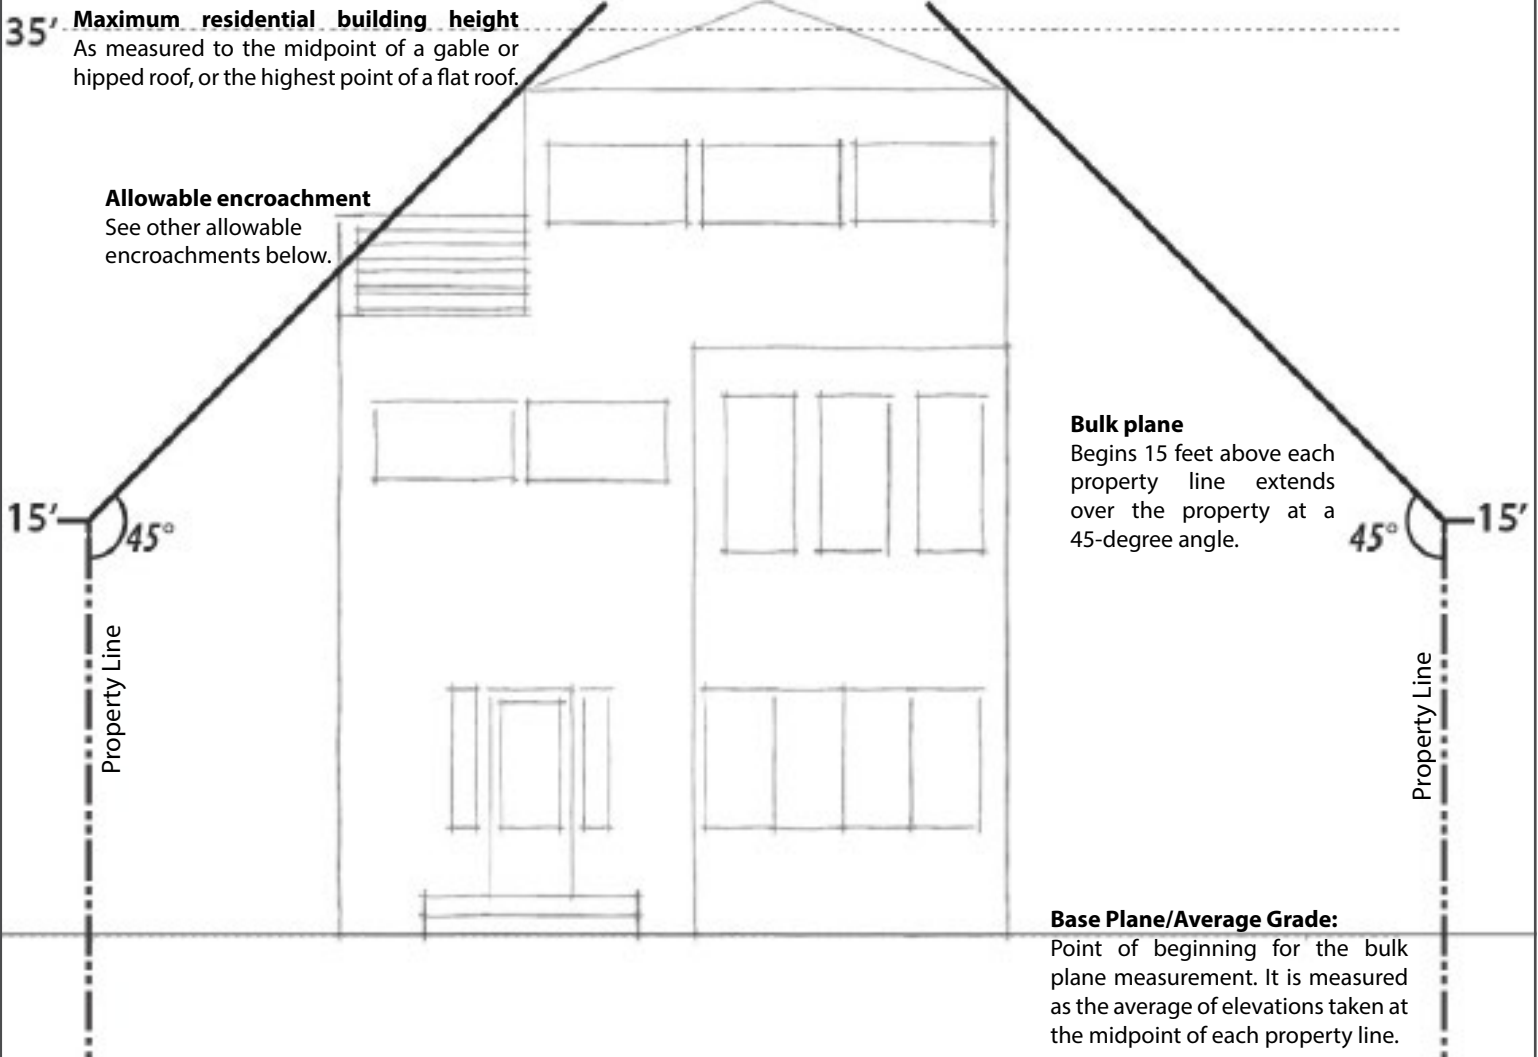 35'
Maximum residential building height
As measured to the midpoint of a gable or
hipped roof, or the highest point of a flat roof.
Allowable encroachment
See other allowable
encroachments below.
Bulk plane
Begins 15 feet above each
property line extends
over the property at a
45-degree angle.
15'
45°
45°
15'
Property Line
Property Line
Base Plane/Average Grade:
Point of beginning for the bulk
plane measurement. It is measured
as the average of elevations taken at
the midpoint of each property line.